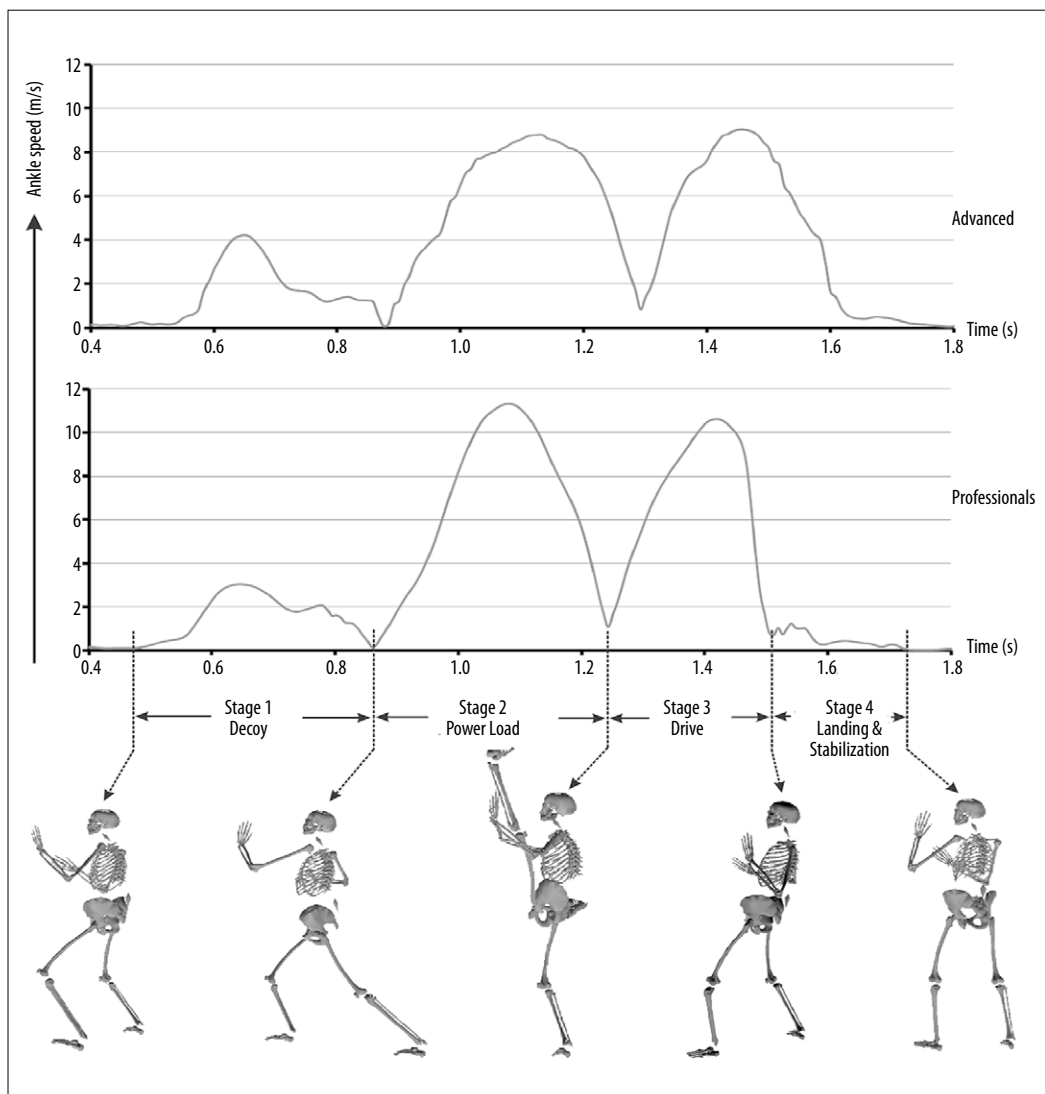 Ankle speed (m/s)
12
10
8
6
4
2
0
0.4 0.6 0.8 1.0 1.2 1.4 1.6 1.8
Time (s)
Advanced
12
10
8
6
4
2
0
0.4 0.6 0.8 1.0 1.2 1.4 1.6 1.8
Time (s)
Professionals
Stage 1
Decoy
Stage 2
Power Load
Stage 3
Drive
Stage 4
Landing &
Stabilization